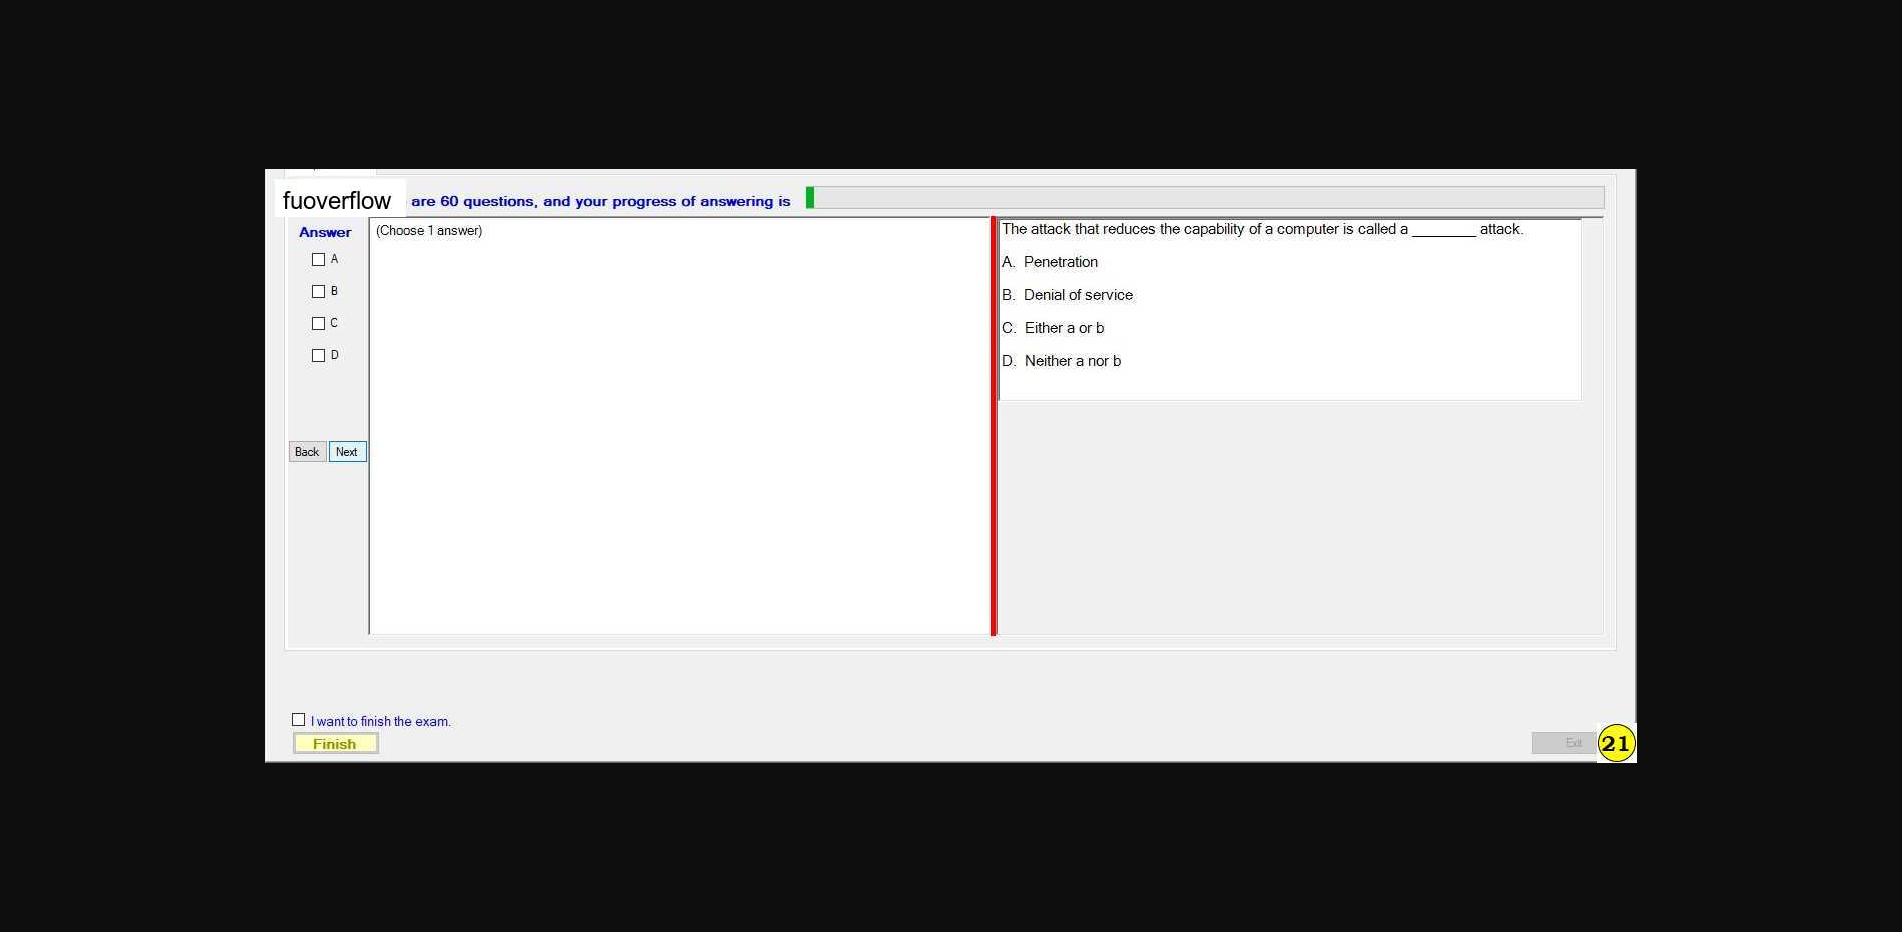 fuoverflow are 60 questions, and your progress of answering is
Answer
A
B
C
D
Back Next
(Choose 1 answer)
The attack that reduces the capability of a computer is called a ________ attack.
A. Penetration
B. Denial of service
C. Either a or b
D. Neither a nor b
I want to finish the exam.
Finish
Exit
21